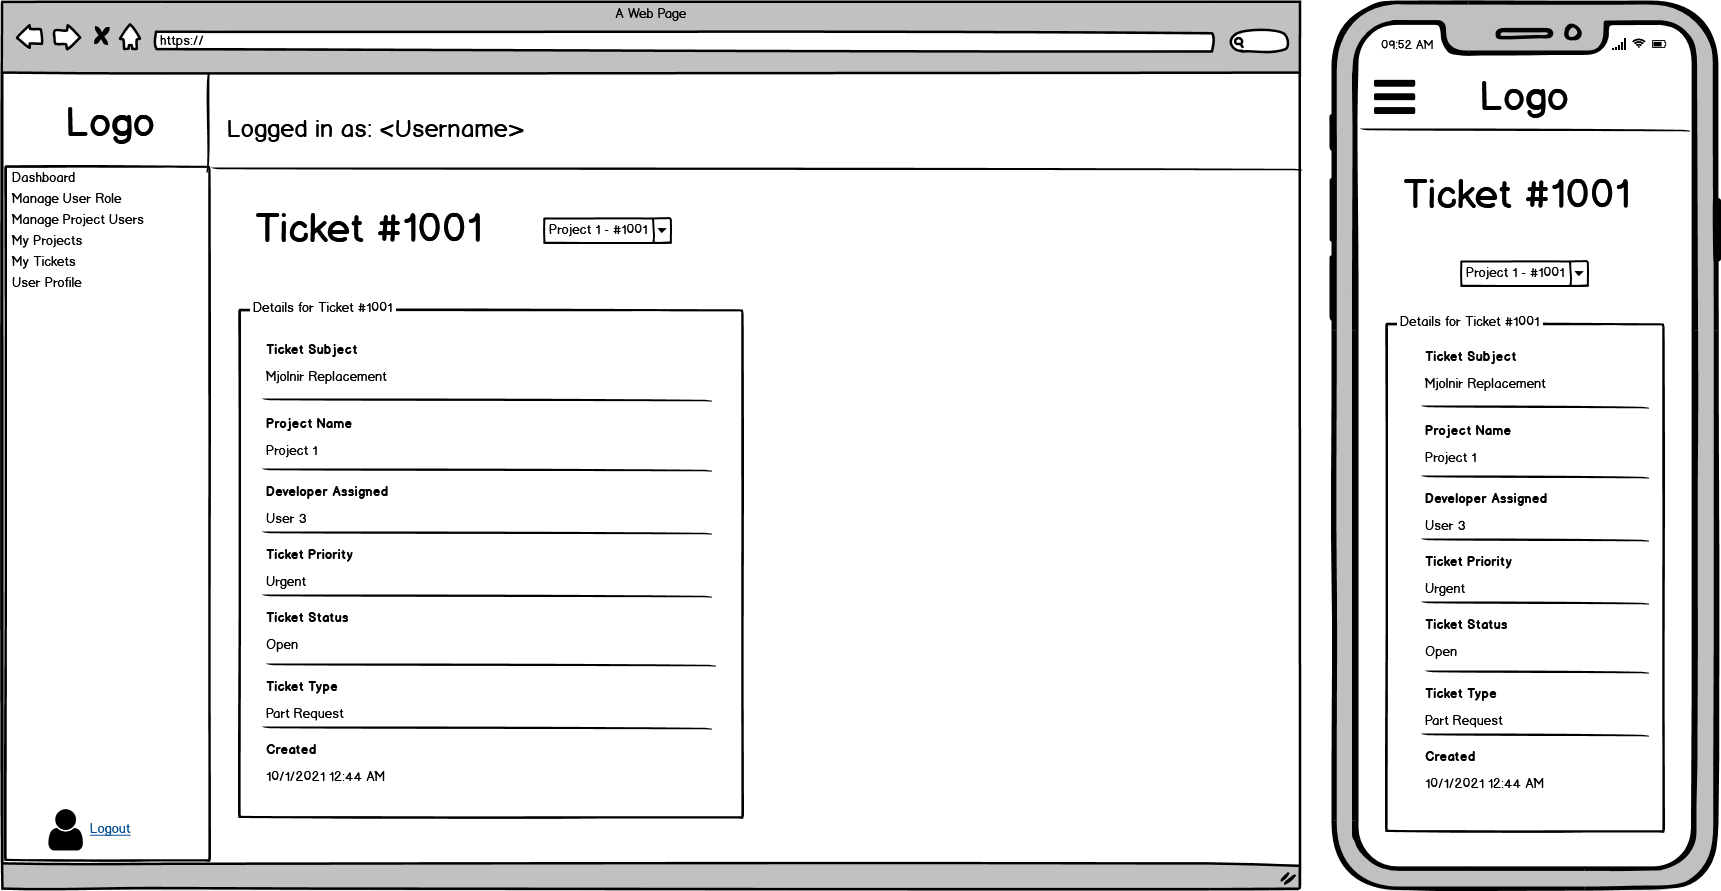 A Web Page
https://
Logo
Logged in as: <Username>
Dashboard
Manage User Role
Manage Project Users
My Projects
My Tickets
User Profile
Logout
Ticket #1001
Project 1 - #1001
Details for Ticket #1001
Ticket Subject
Mjolnir Replacement
Project Name
Project 1
Developer Assigned
User 3
Ticket Priority
Urgent
Ticket Status
Open
Ticket Type
Part Request
Created
10/1/2021 12:44 AM
09:52 AM
Logo
Ticket #1001
Project 1 - #1001
Details for Ticket #1001
Ticket Subject
Mjolnir Replacement
Project Name
Project 1
Developer Assigned
User 3
Ticket Priority
Urgent
Ticket Status
Open
Ticket Type
Part Request
Created
10/1/2021 12:44 AM